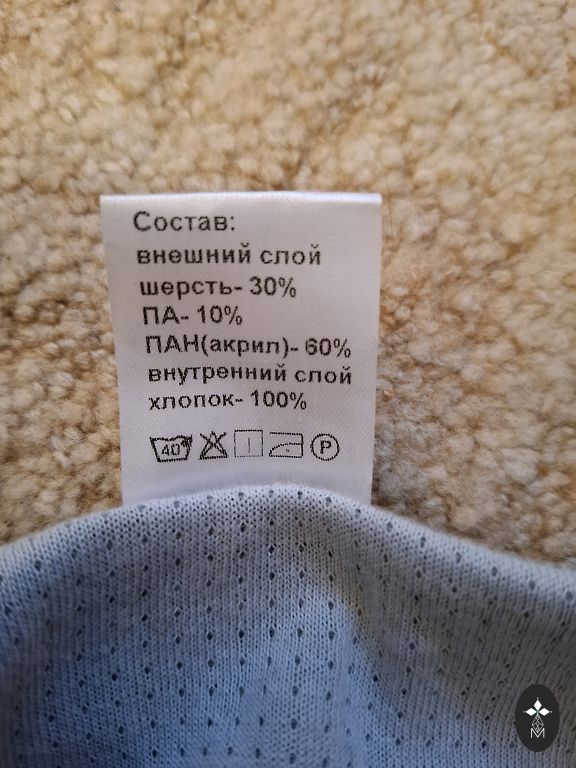 Состав:
внешний слой
шерсть- 30%
ПА- 10%
ПАН(акрил)- 60%
внутренний слой
хлопок- 100%
40°
P
M